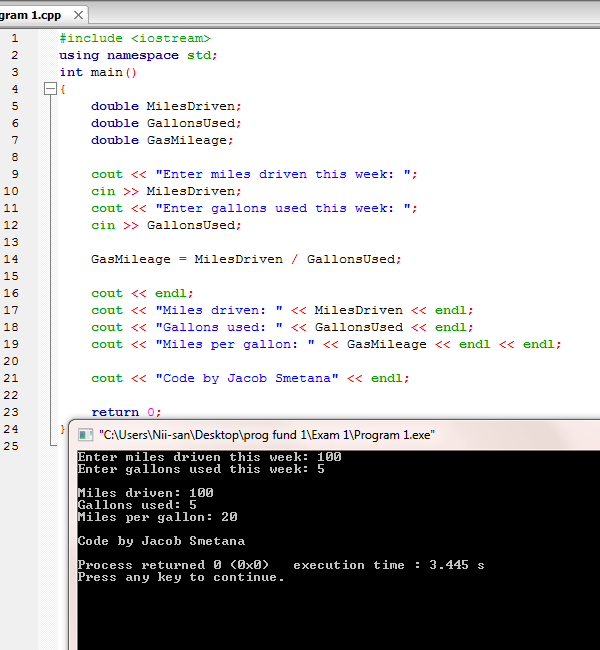 gram 1.cpp
1 #include <iostream>
2 using namespace std;
3 int main()
4 {
5 double MilesDriven;
6 double GallonsUsed;
7 double GasMileage;
8
9 cout << "Enter miles driven this week: ";
10 cin >> MilesDriven;
11 cout << "Enter gallons used this week: ";
12 cin >> GallonsUsed;
13
14 GasMileage = MilesDriven / GallonsUsed;
15
16 cout << endl;
17 cout << "Miles driven: " << MilesDriven << endl;
18 cout << "Gallons used: " << GallonsUsed << endl;
19 cout << "Miles per gallon: " << GasMileage << endl << endl;
20
21 cout << "Code by Jacob Smetana" << endl;
22
23 return 0;
24 }
25
"C:\Users\Nii-san\Desktop\prog fund 1\Exam 1\Program 1.exe"
Enter miles driven this week: 100
Enter gallons used this week: 5
Miles driven: 100
Gallons used: 5
Miles per gallon: 20
Code by Jacob Smetana
Process returned 0 (0x0) execution time : 3.445 s
Press any key to continue.